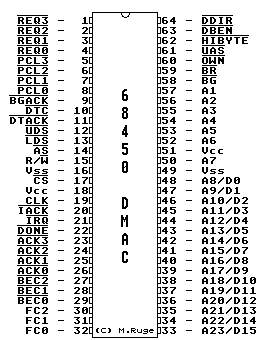 REQ3 - 1 64 - DDIR
REQ2 - 2 63 - DBEN
REQ1 - 3 62 - HIBYTE
REQ0 - 4 61 - UAS
PCL3 - 5 60 - OWN
PCL2 - 6 59 - BR
PCL1 - 7 58 - BG
PCL0 - 8 57 - A1
BGACK - 9 56 - A2
DTC - 10 55 - A3
DTACK - 11 54 - A4
UDS - 12 53 - A5
LDS - 13 52 - A6
AS - 14 51 - Vcc
R/W - 15 50 - A7
Vss - 16 49 - Vss
CS - 17 48 - A8/D0
Vcc - 18 47 - A9/D1
CLK - 19 46 - A10/D2
IACK - 20 45 - A11/D3
IRQ - 21 44 - A12/D4
DONE - 22 43 - A13/D5
ACK3 - 23 42 - A14/D6
ACK2 - 24 41 - A15/D7
ACK1 - 25 40 - A16/D8
ACK0 - 26 39 - A17/D9
BEC2 - 27 38 - A18/D10
BEC1 - 28 37 - A19/D11
BEC0 - 29 36 - A20/D12
FC2 - 30 35 - A21/D13
FC1 - 31 34 - A22/D14
FC0 - 32 33 - A23/D15
68450 DMAC
(C) M.Ruge